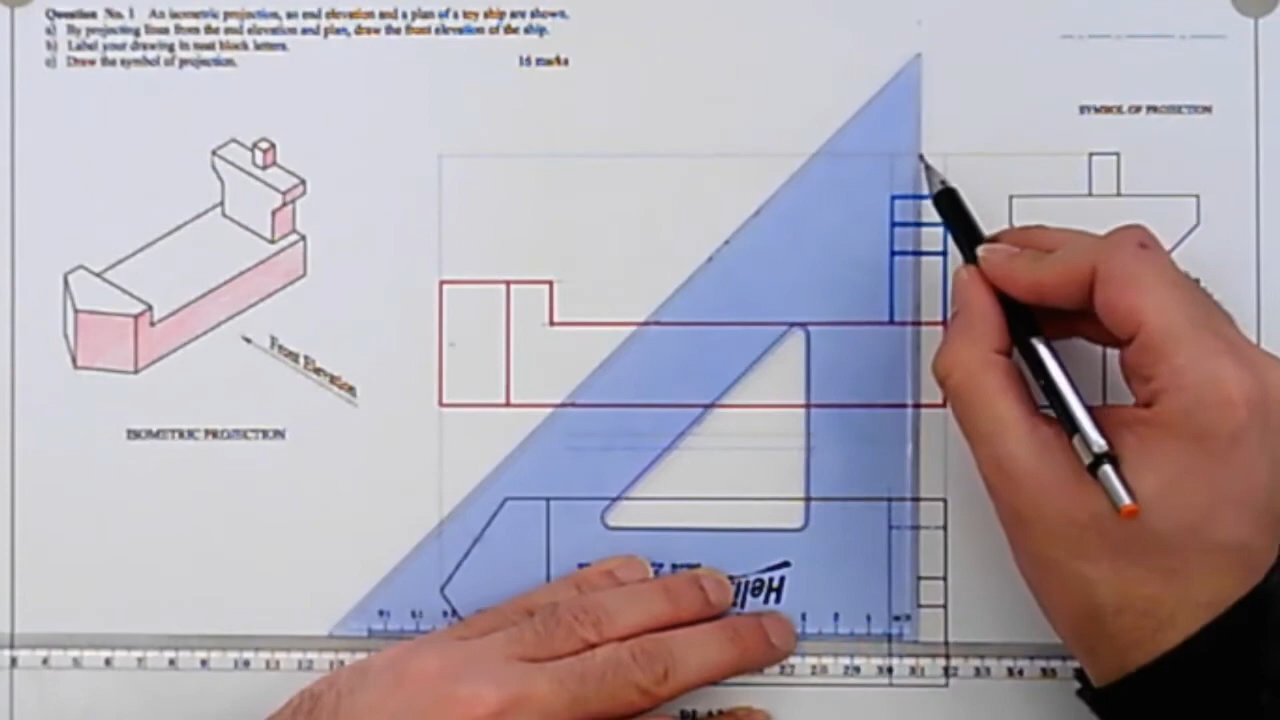 Question No. 1 An isometric projection, an end elevation and a plan of a toy ship are shown.
a) By projecting lines from the end elevation and plan, draw the front elevation of the ship.
b) Label your drawing in neat block letters.
c) Draw the symbol of projection. 16 marks
SYMBOL OF PROJECTION
Front Elevation
ISOMETRIC PROJECTION
Heli